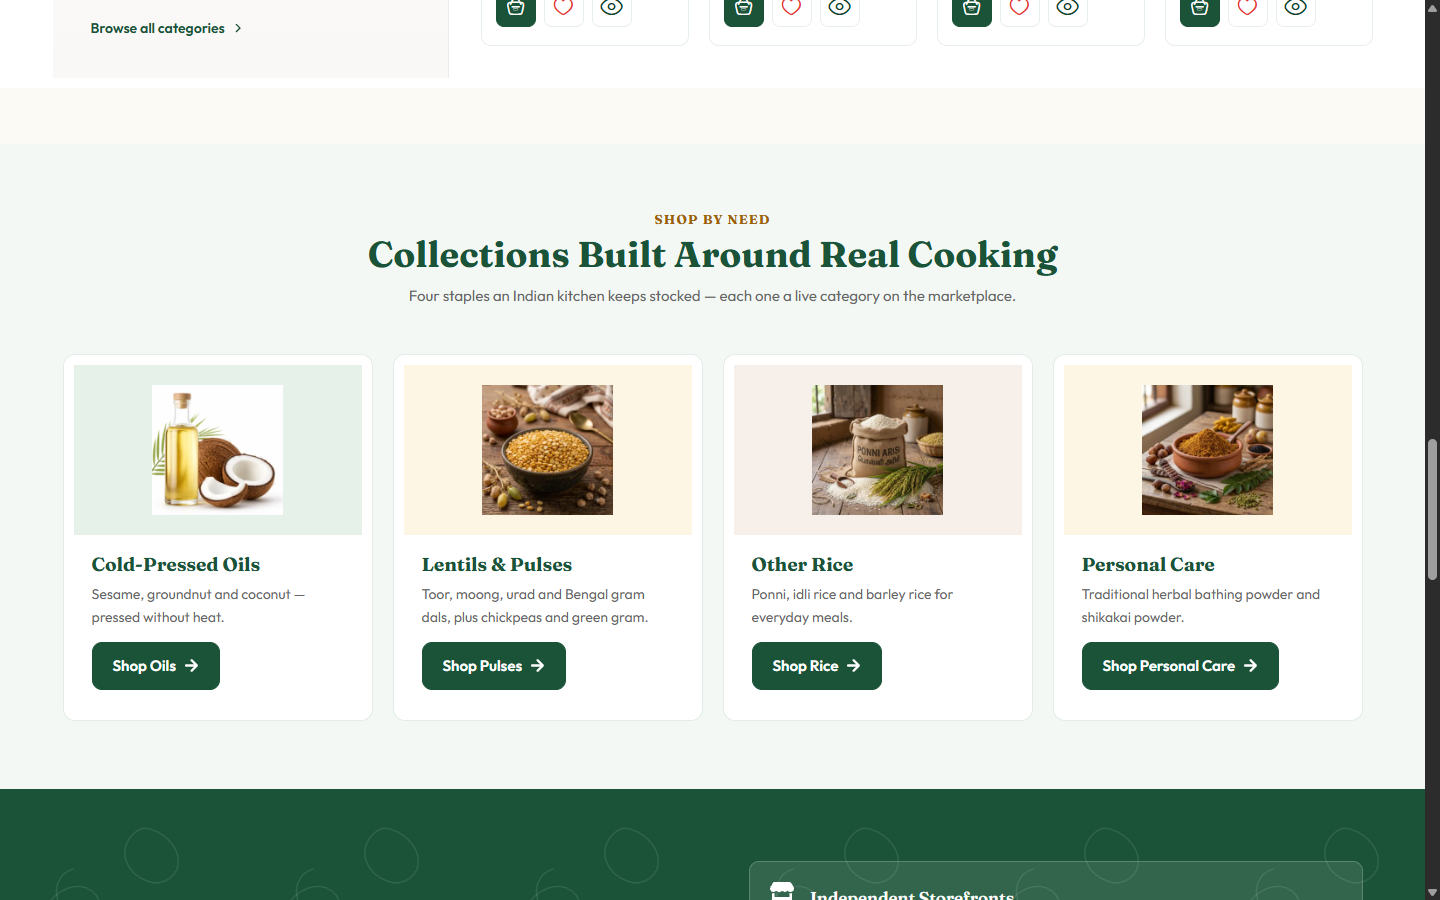 Browse all categories
SHOP BY NEED
Collections Built Around Real Cooking
Four staples an Indian kitchen keeps stocked — each one a live category on the marketplace.
PONNI ARIS
Cold-Pressed Oils
Lentils & Pulses
Other Rice
Personal Care
Sesame, groundnut and coconut —
pressed without heat.
Toor, moong, urad and Bengal gram
dals, plus chickpeas and green gram.
Ponni, idli rice and barley rice for
everyday meals.
Traditional herbal bathing powder and
shikakai powder.
Shop Oils
Shop Pulses
Shop Rice
Shop Personal Care
Independent Storefronts